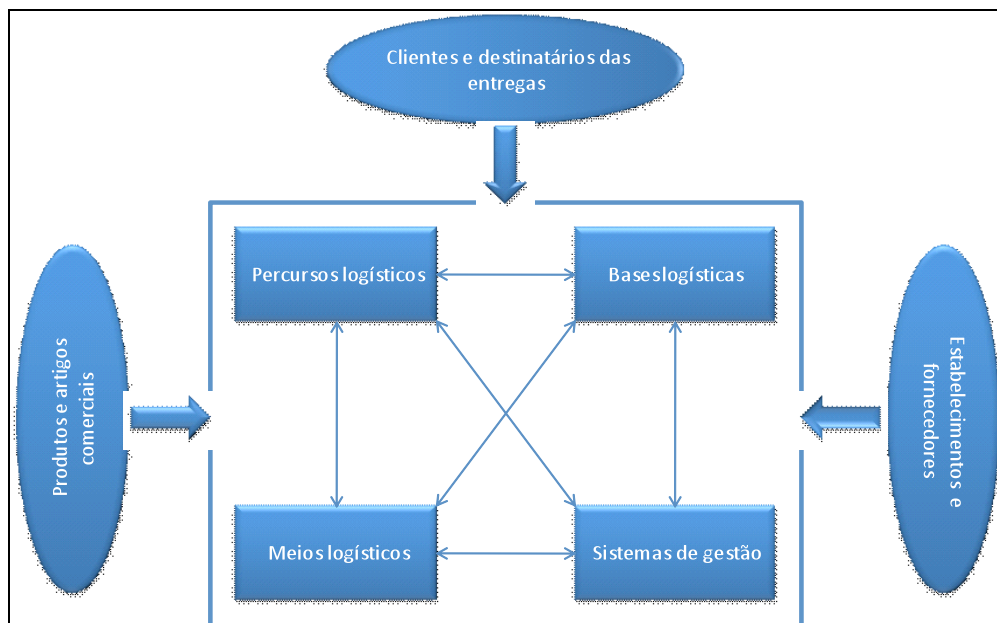 Clientes e destinatários das
entregas
Percursos logísticos
Bases logísticas
Produtos e artigos
comerciais
Estabelecimentos e
fornecedores
Meios logísticos
Sistemas de gestão